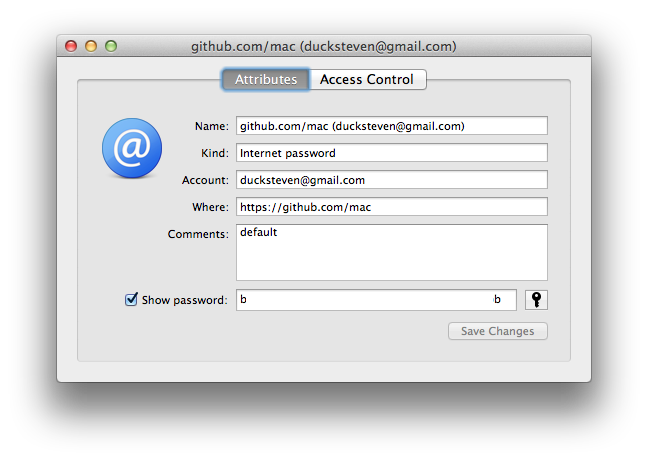 github.com/mac (ducksteven@gmail.com)
Attributes Access Control
@
Name: github.com/mac (ducksteven@gmail.com)
Kind: Internet password
Account: ducksteven@gmail.com
Where: https://github.com/mac
Comments: default
Show password: b b
Save Changes